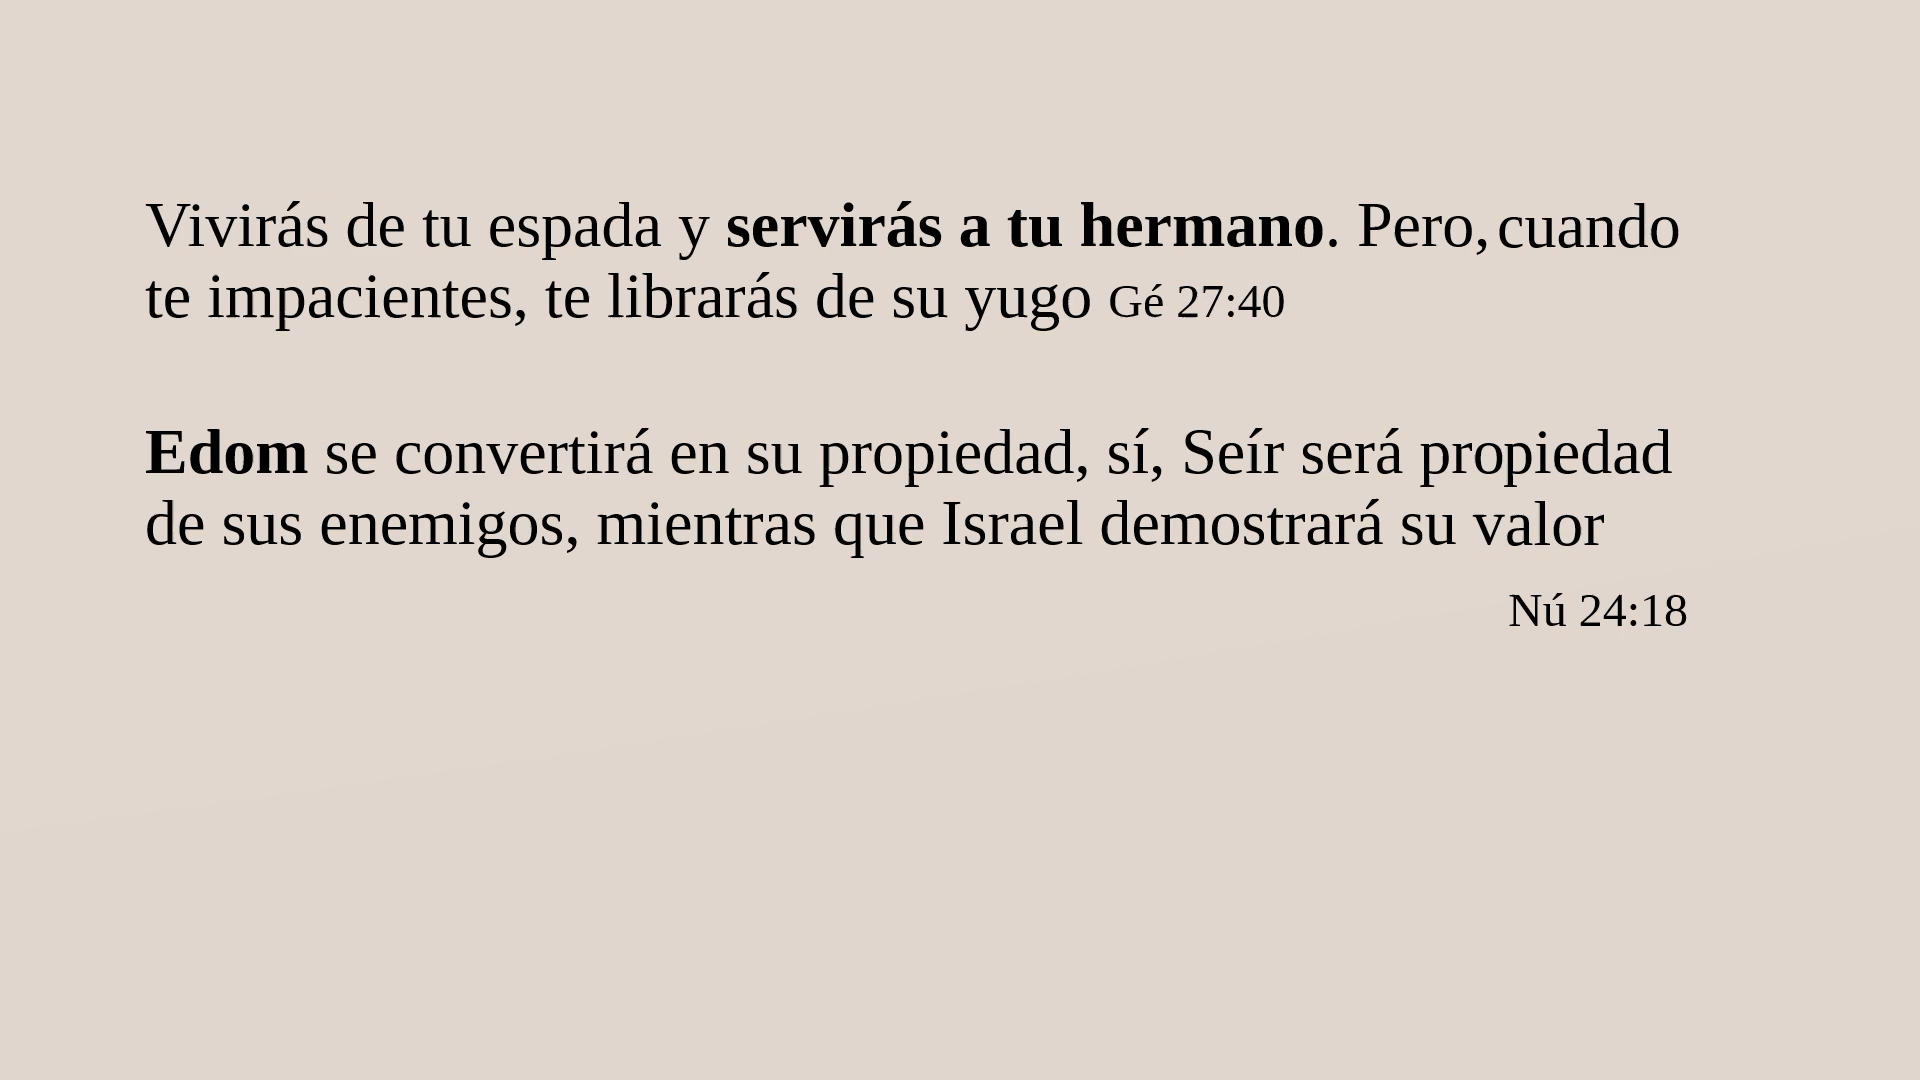 Vivirás de tu espada y servirás a tu hermano. Pero, cuando
te impacientes, te librarás de su yugo Gé 27:40
Edom se convertirá en su propiedad, sí, Seír será propiedad
de sus enemigos, mientras que Israel demostrará su valor
Nú 24:18